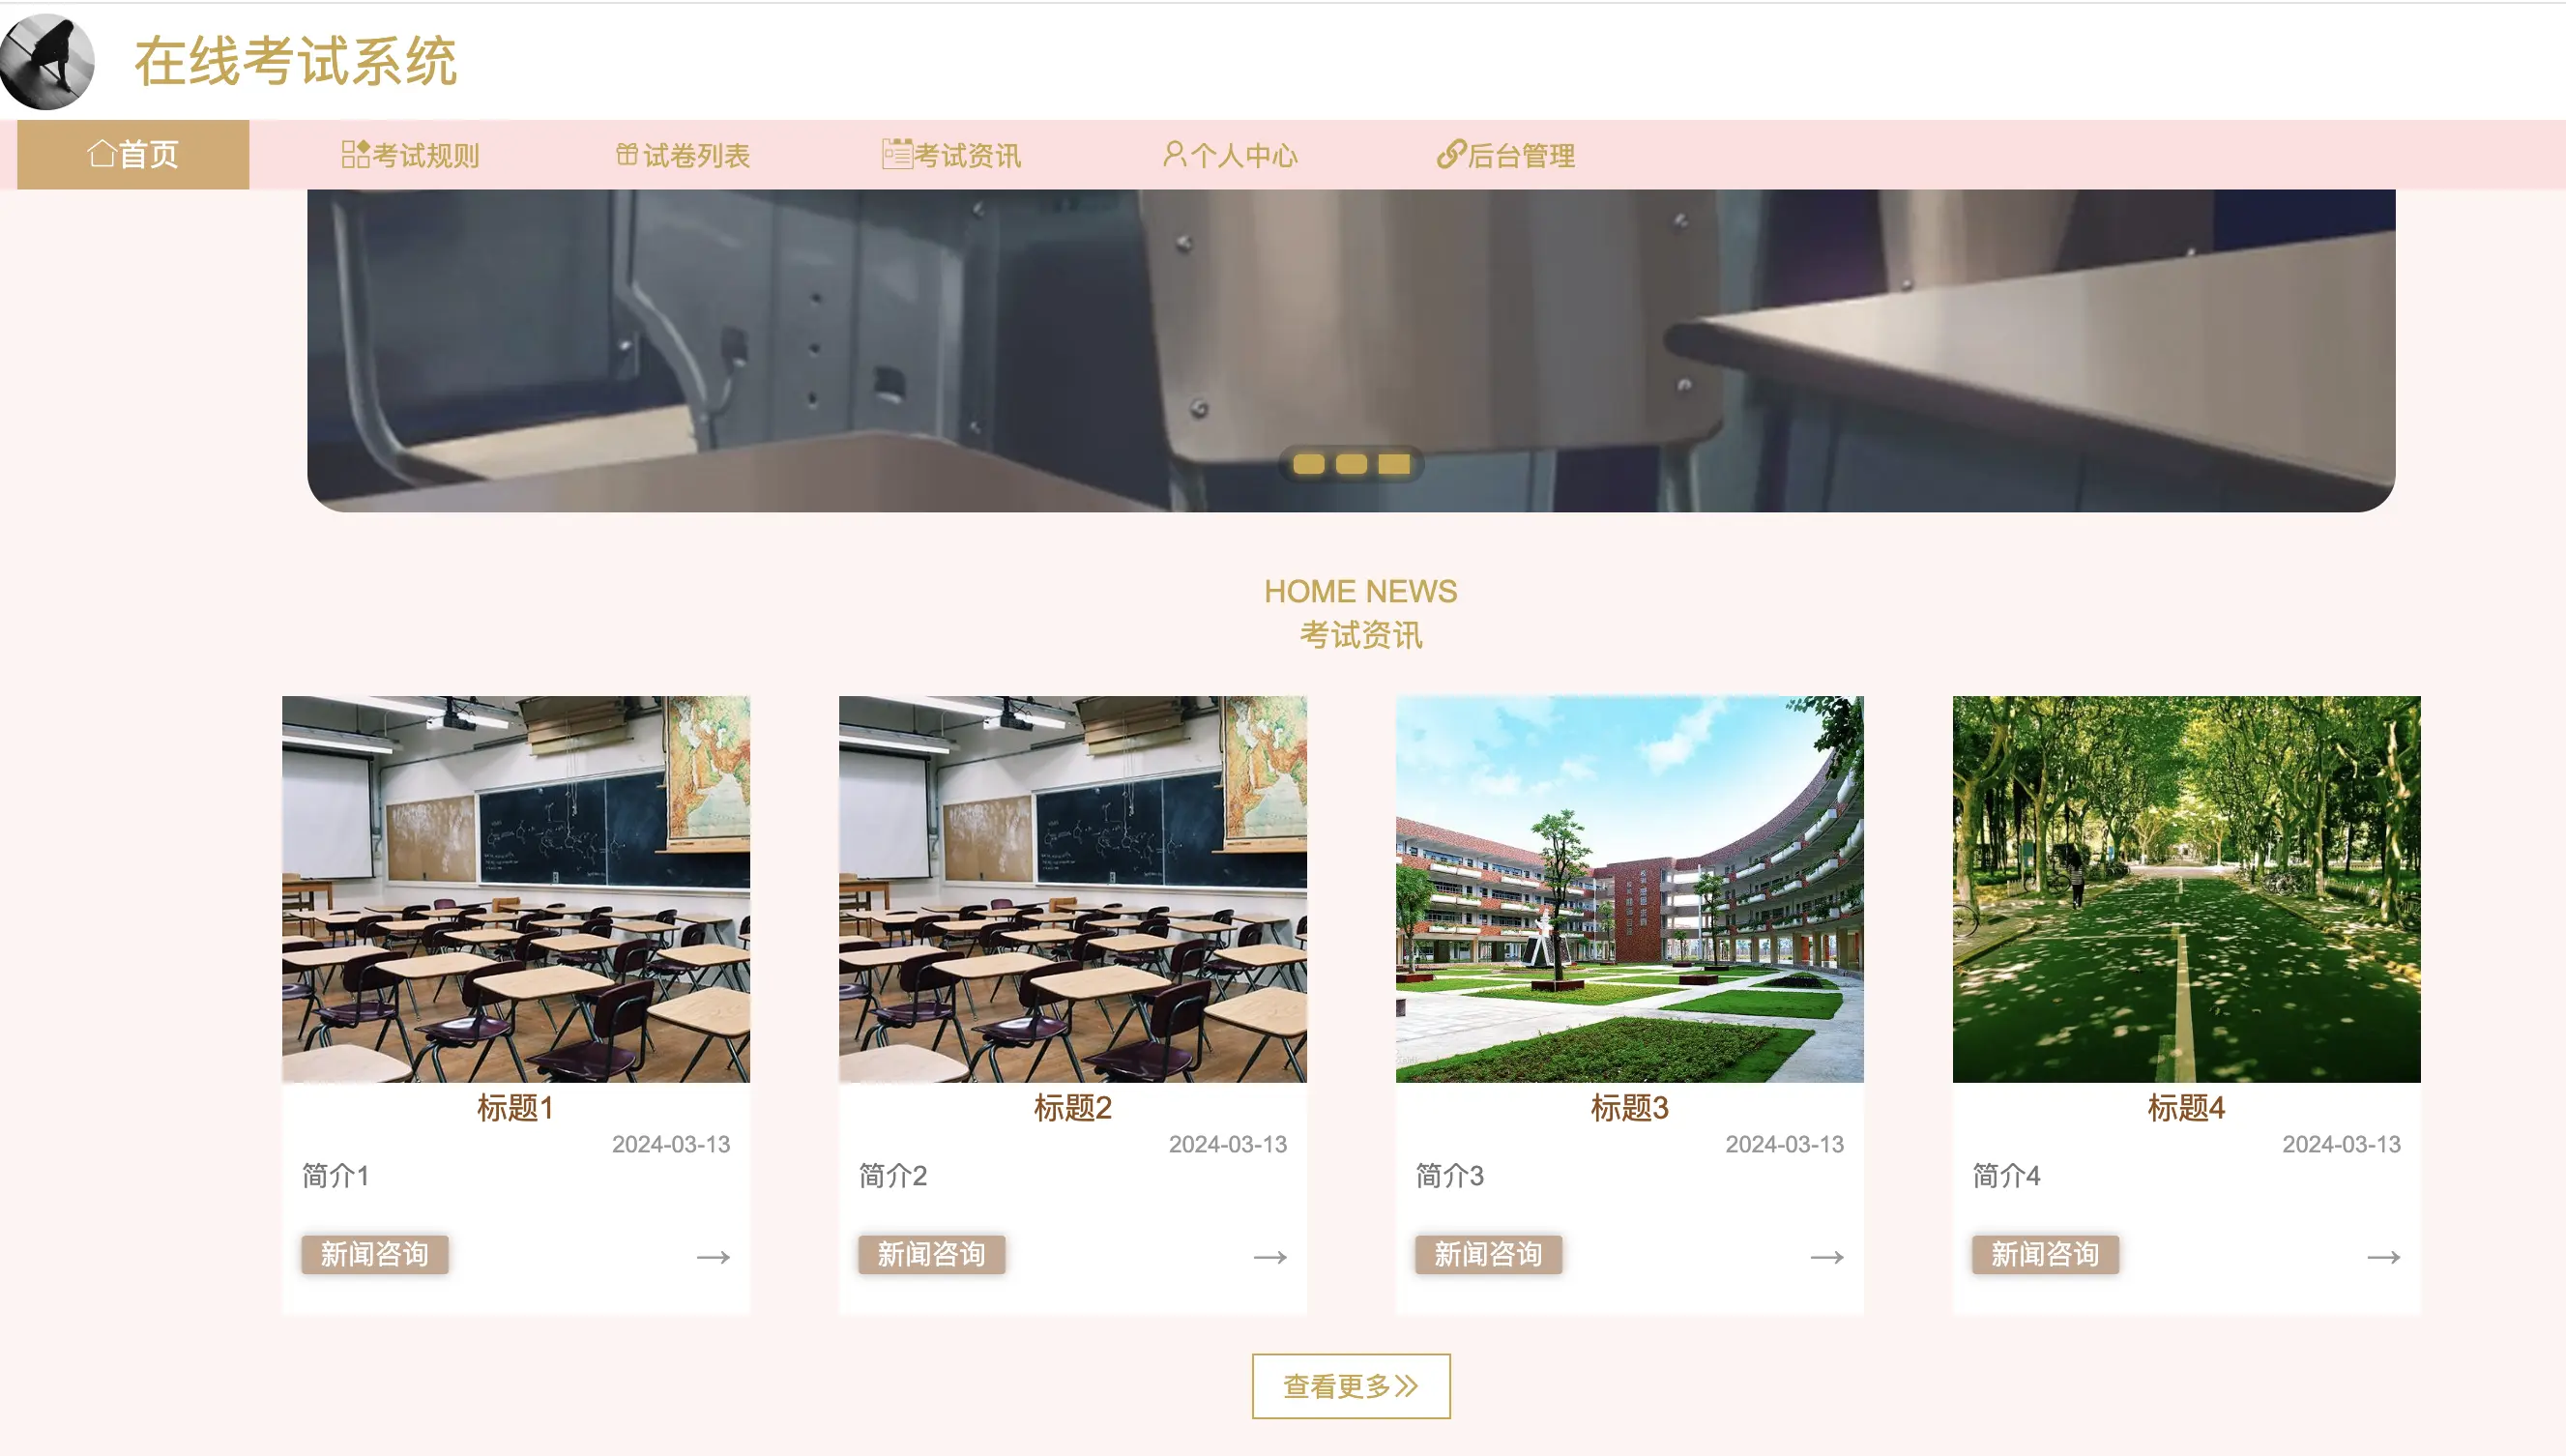 在线考试系统
首页 考试规则 试卷列表 考试资讯 个人中心 后台管理
HOME NEWS
考试资讯
标题1
2024-03-13
简介1
新闻咨询
标题2
2024-03-13
简介2
新闻咨询
标题3
2024-03-13
简介3
新闻咨询
标题4
2024-03-13
简介4
新闻咨询
查看更多